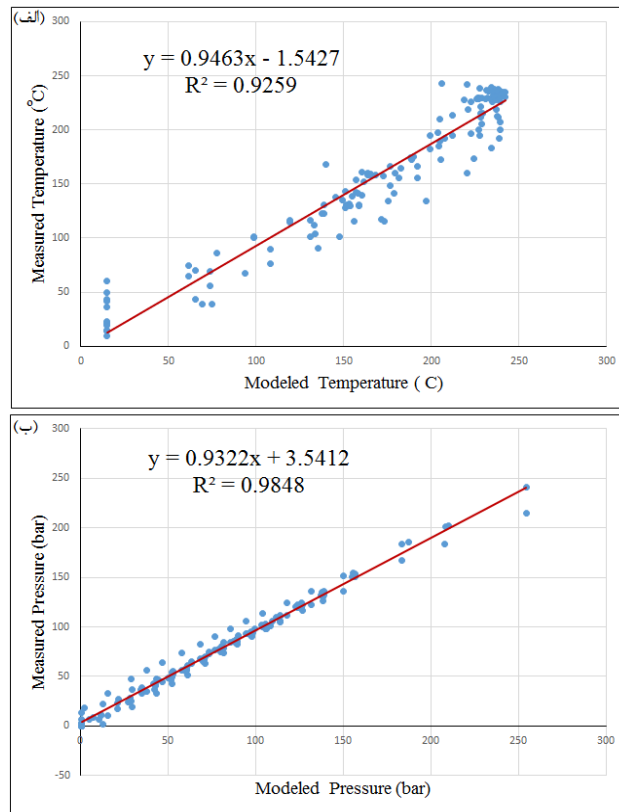 (الف)
300
250
200
150
100
50
0
0 50 100 150 200 250 300
Measured Temperature (°C)
Modeled Temperature ( C)
y = 0.9463x - 1.5427
R² = 0.9259
(ب)
300
250
200
150
100
50
0
-50
0 50 100 150 200 250 300
Measured Pressure (bar)
Modeled Pressure (bar)
y = 0.9322x + 3.5412
R² = 0.9848